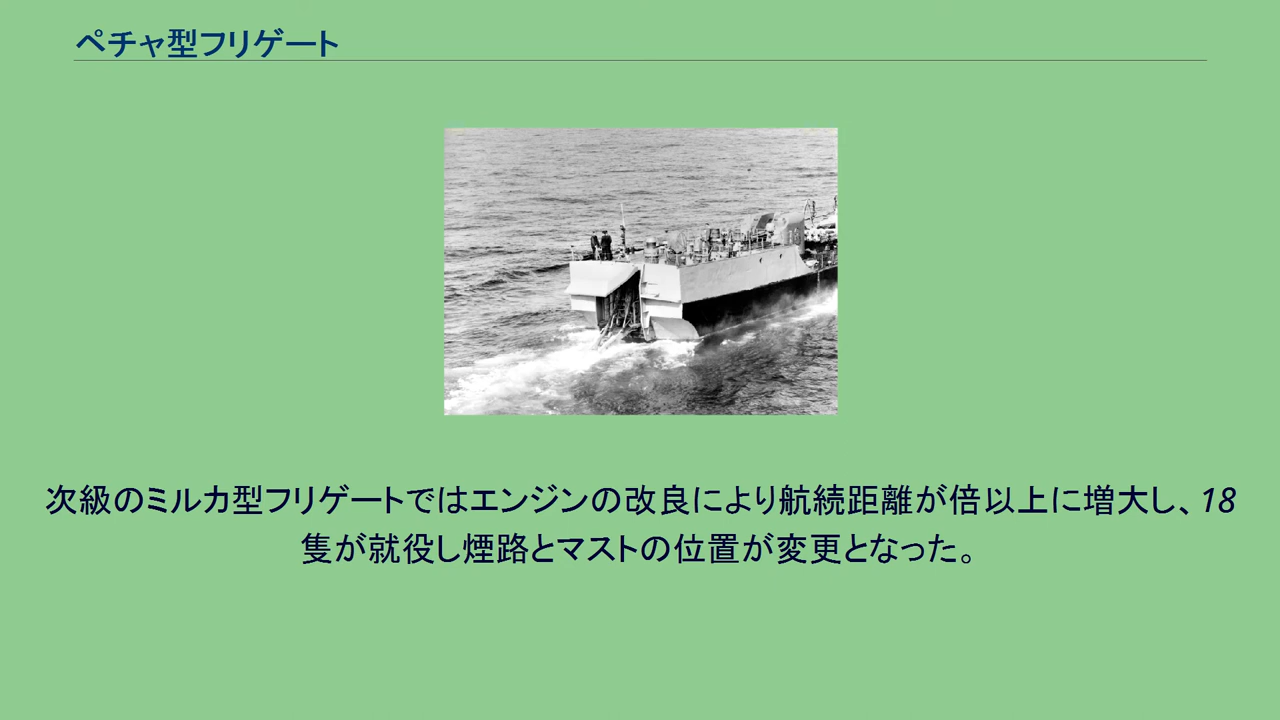 ペチャ型フリゲート
次級のミルカ型フリゲートではエンジンの改良により航続距離が倍以上に増大し、18
隻が就役し煙路とマストの位置が変更となった。